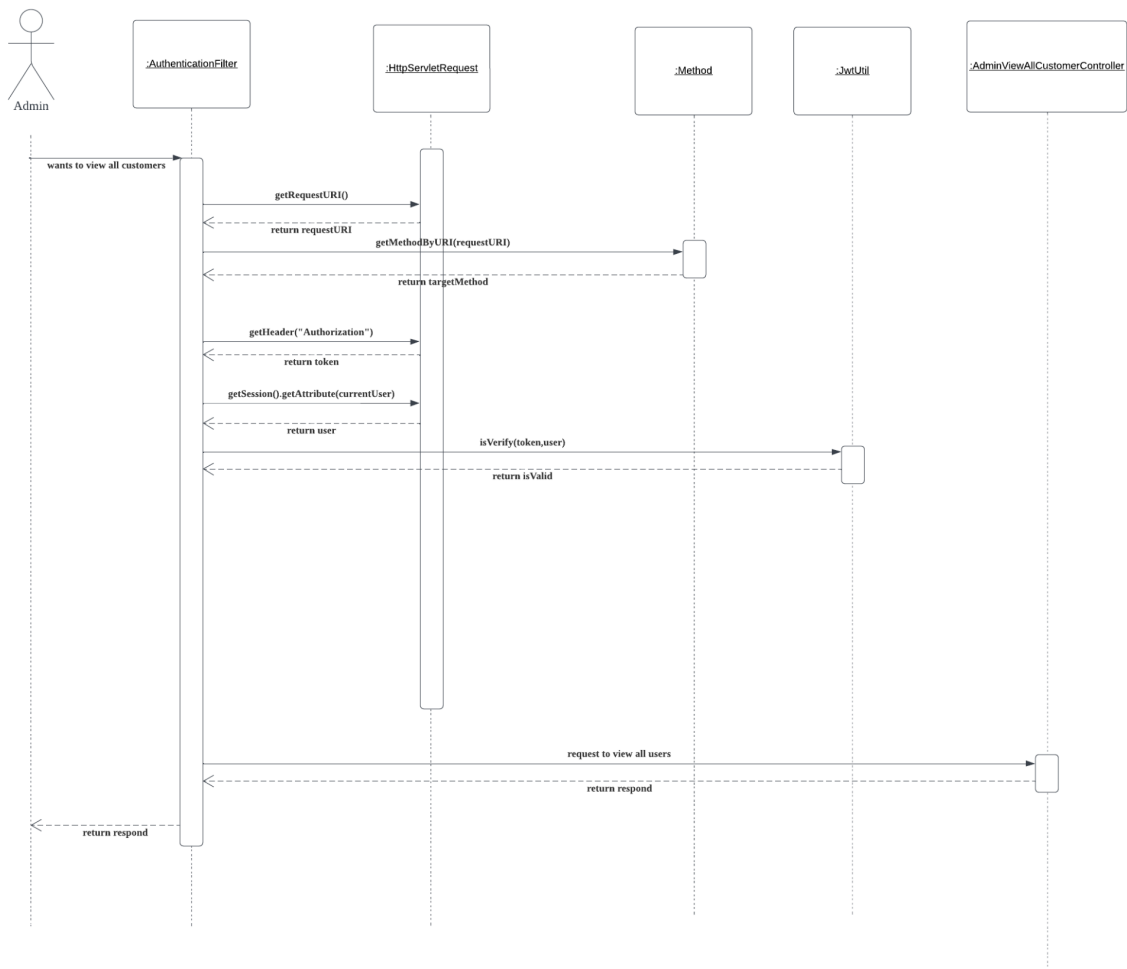 :AuthenticationFilter
:HttpServletRequest
:Method
:JwtUtil
:AdminViewAllCustomerController
Admin
wants to view all customers
getRequestURI()
return requestURI
getMethodByURI(requestURI)
return targetMethod
getHeader("Authorization")
return token
getSession().getAttribute(currentUser)
return user
isVerify(token,user)
return isValid
request to view all users
return respond
return respond